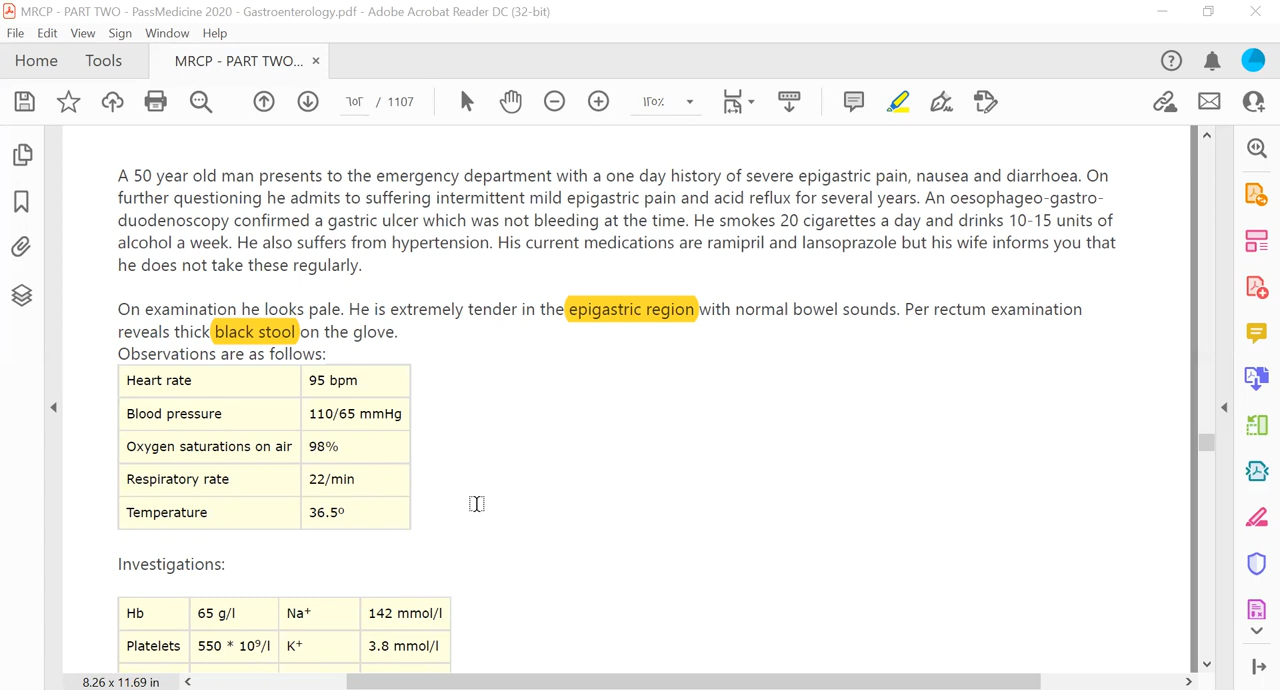 MRCP - PART TWO - PassMedicine 2020 - Gastroenterology.pdf - Adobe Acrobat Reader DC (32-bit)
File Edit View Sign Window Help
Home Tools MRCP - PART TWO... ×
/ 1107 ١٢٥%
A 50 year old man presents to the emergency department with a one day history of severe epigastric pain, nausea and diarrhoea. On
further questioning he admits to suffering intermittent mild epigastric pain and acid reflux for several years. An oesophageo-gastro-
duodenoscopy confirmed a gastric ulcer which was not bleeding at the time. He smokes 20 cigarettes a day and drinks 10-15 units of
alcohol a week. He also suffers from hypertension. His current medications are ramipril and lansoprazole but his wife informs you that
he does not take these regularly.
On examination he looks pale. He is extremely tender in the epigastric region with normal bowel sounds. Per rectum examination
reveals thick black stool on the glove.
Observations are as follows:
Heart rate 95 bpm
Blood pressure 110/65 mmHg
Oxygen saturations on air 98%
Respiratory rate 22/min
Temperature 36.5º
Investigations:
Hb 65 g/l Na⁺ 142 mmol/l
Platelets 550 * 10⁹/l K⁺ 3.8 mmol/l
8.26 x 11.69 in